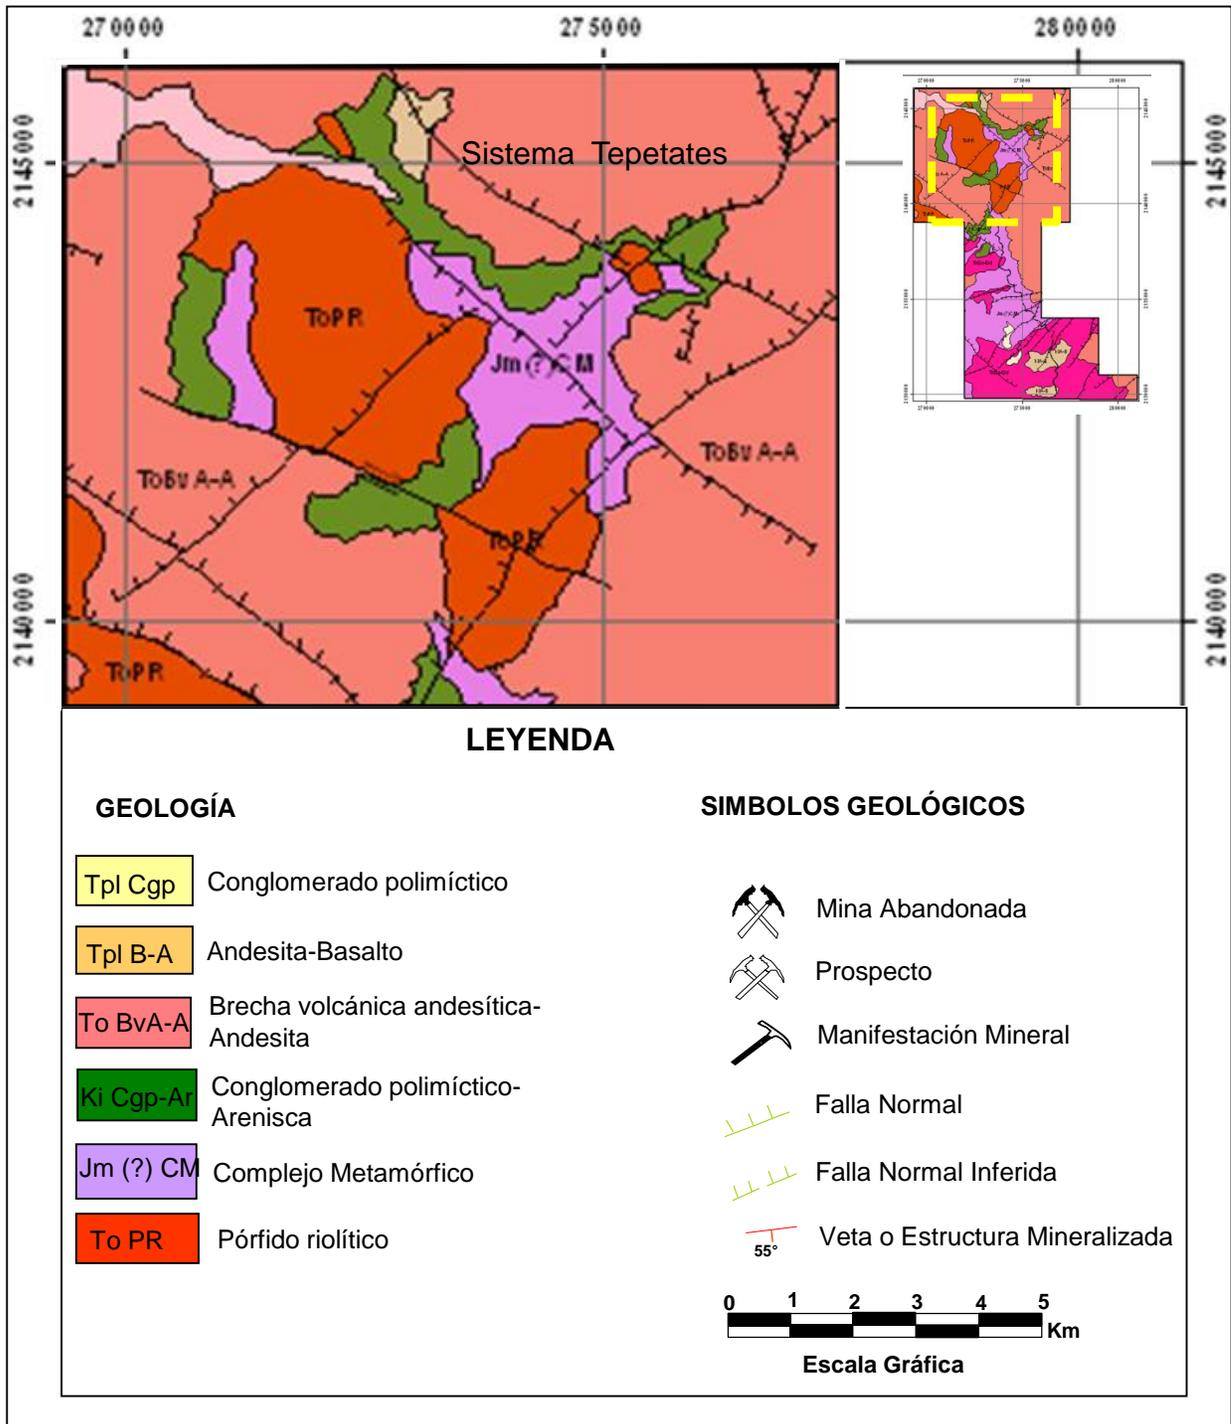 270000 275000 280000
2145000
2145000
Sistema Tepetates
ToPR
Jm (?) CM
ToBv A-A
ToBv A-A
ToPR
2140000
2140000
ToPR
LEYENDA
GEOLOGÍA
Tpl Cgp Conglomerado polimíctico
Tpl B-A Andesita-Basalto
To BvA-A Brecha volcánica andesítica-
Andesita
Ki Cgp-Ar Conglomerado polimíctico-
Arenisca
Jm (?) CM Complejo Metamórfico
To PR Pórfido riolítico
SIMBOLOS GEOLÓGICOS
Mina Abandonada
Prospecto
Manifestación Mineral
Falla Normal
Falla Normal Inferida
55° Veta o Estructura Mineralizada
0 1 2 3 4 5
Km
Escala Gráfica